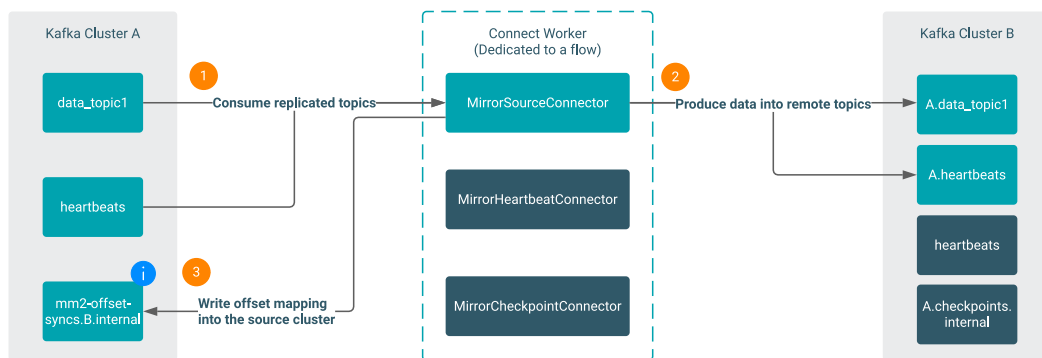 Kafka Cluster A
Connect Worker
(Dedicated to a flow)
Kafka Cluster B
1
2
data_topic1
Consume replicated topics
MirrorSourceConnector
Produce data into remote topics
A.data_topic1
heartbeats
MirrorHeartbeatConnector
A.heartbeats
heartbeats
i
3
mm2-offset-
syncs.B.internal
Write offset mapping
into the source cluster
MirrorCheckpointConnector
A.checkpoints.
internal